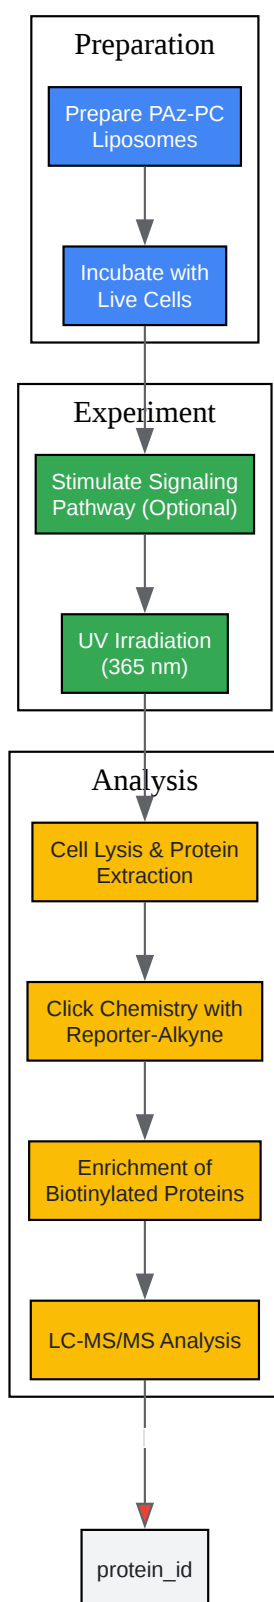 Preparation
Prepare PAz-PC
Liposomes
Incubate with
Live Cells
Experiment
Stimulate Signaling
Pathway (Optional)
UV Irradiation
(365 nm)
Analysis
Cell Lysis & Protein
Extraction
Click Chemistry with
Reporter-Alkyne
Enrichment of
Biotinylated Proteins
LC-MS/MS Analysis
protein_id